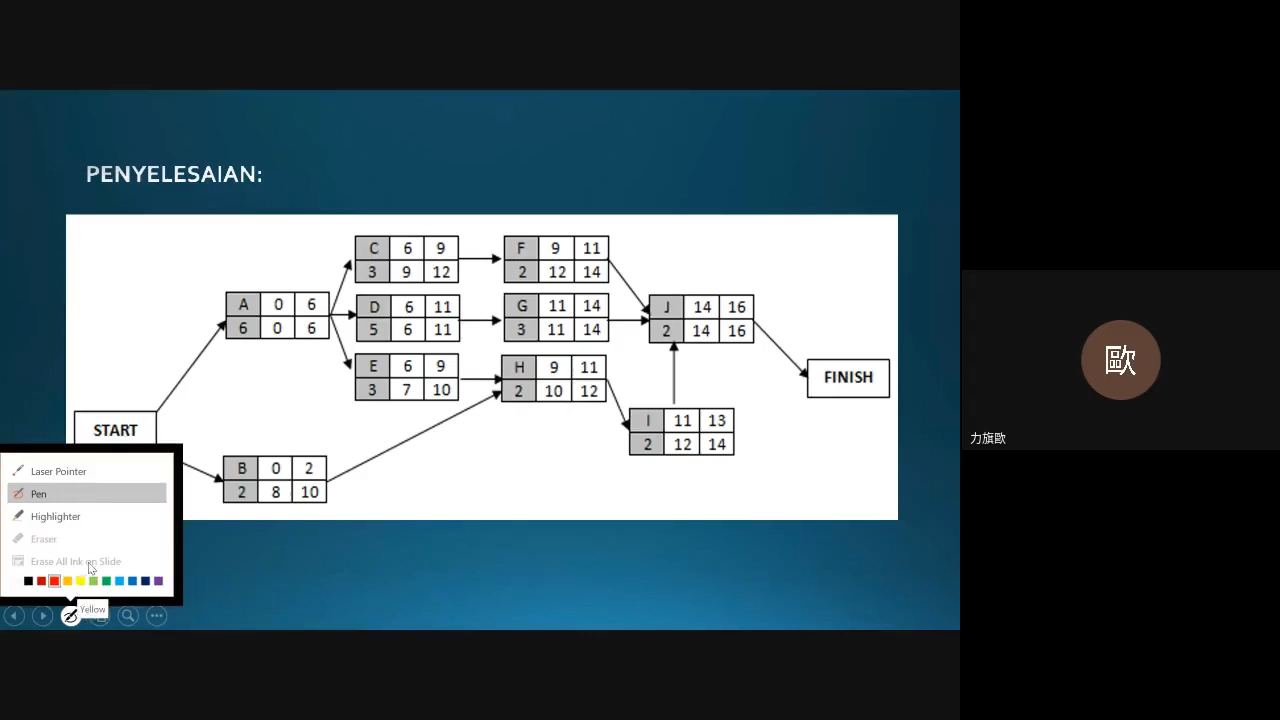 PENYELESAIAN:
C 6 9
3 9 12
F 9 11
2 12 14
A 0 6
6 0 6
D 6 11
5 6 11
G 11 14
3 11 14
J 14 16
2 14 16
E 6 9
3 7 10
H 9 11
2 10 12
FINISH
START
I 11 13
2 12 14
B 0 2
2 8 10
Laser Pointer
Pen
Highlighter
Eraser
Erase All Ink on Slide
Yellow
歐
力旗歐